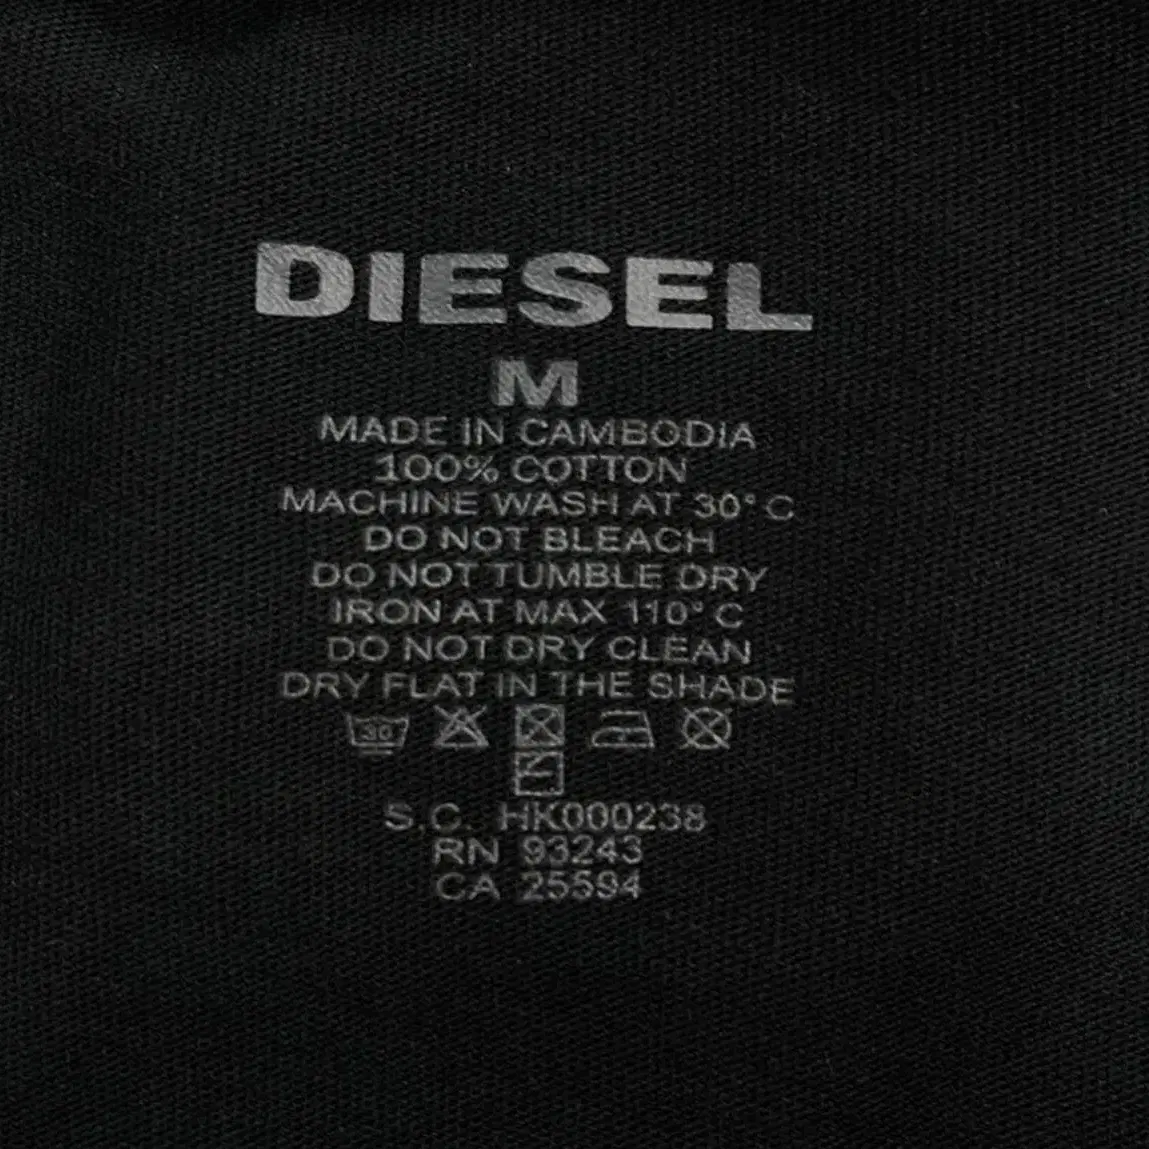 DIESEL
M
MADE IN CAMBODIA
100% COTTON
MACHINE WASH AT 30° C
DO NOT BLEACH
DO NOT TUMBLE DRY
IRON AT MAX 110° C
DO NOT DRY CLEAN
DRY FLAT IN THE SHADE
30
S.C. HK000238
RN 93243
CA 25594